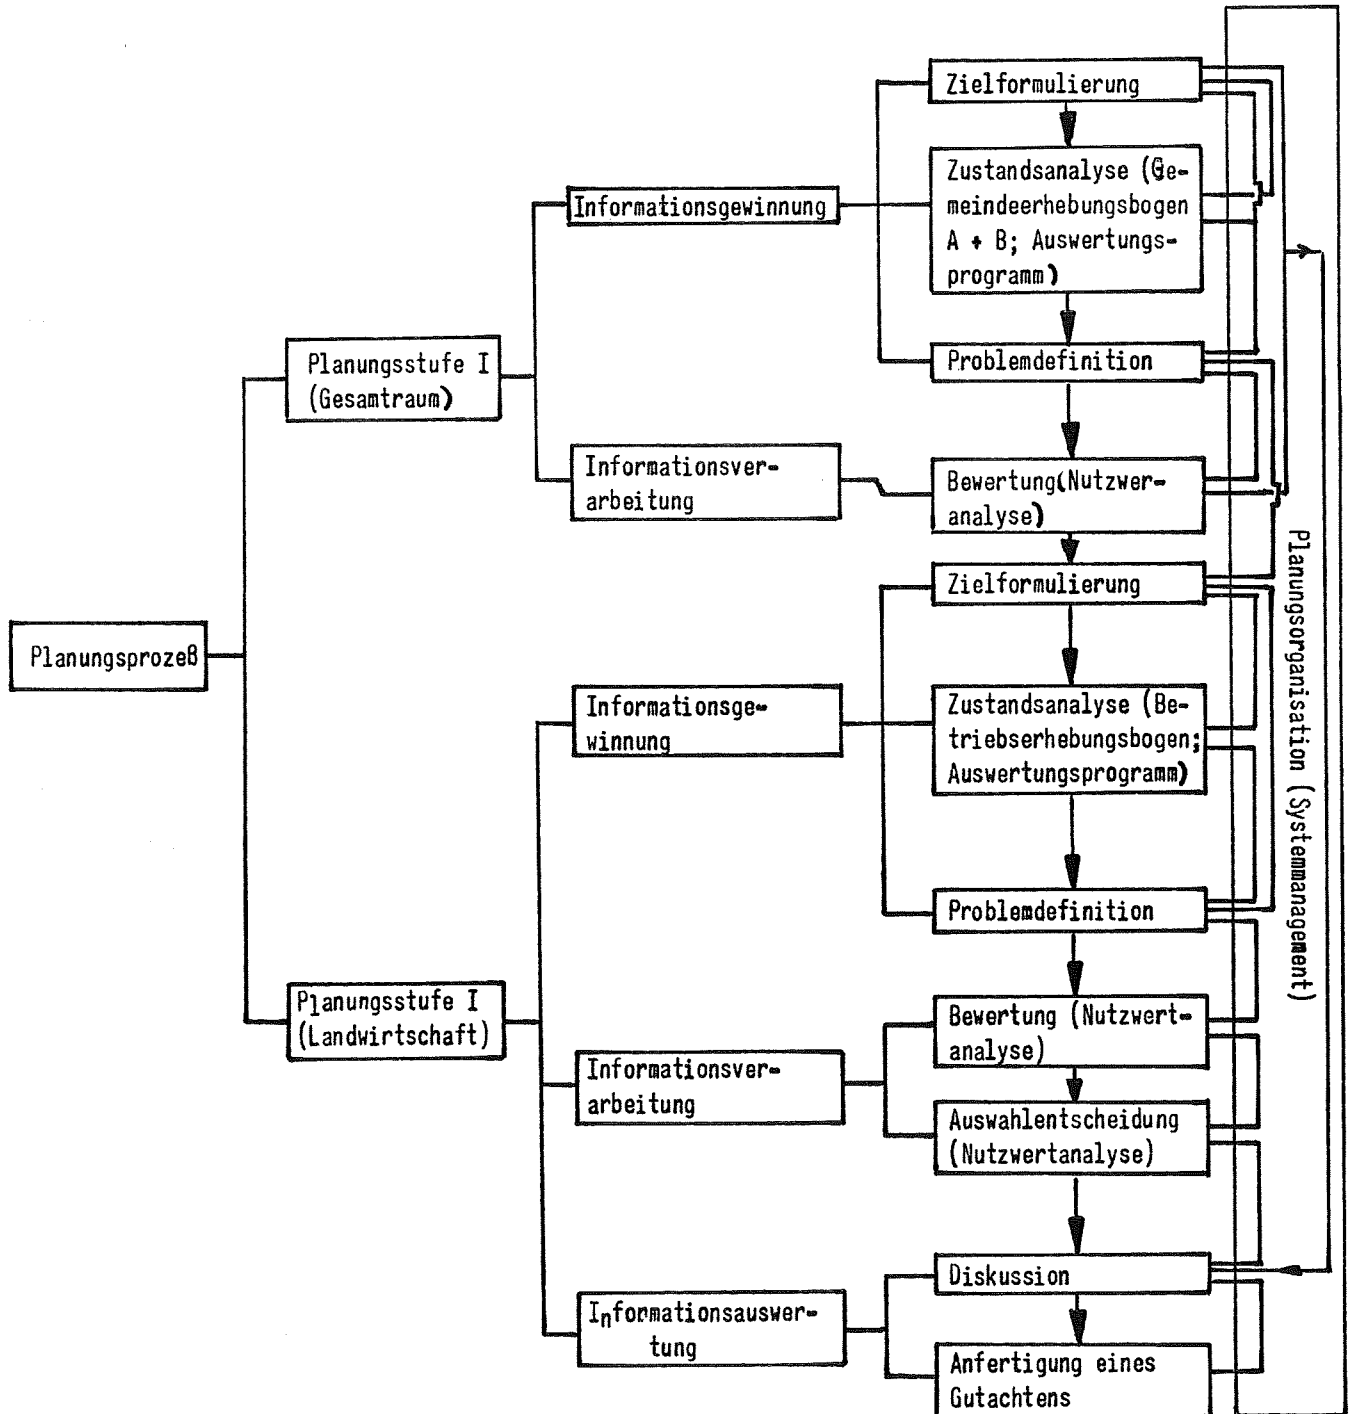 Zielformulierung
Zustandsanalyse (Ge-
meindeerhebungsbogen
A + B; Auswertungs-
programm)
Informationsgewinnung
Planungsstufe I
(Gesamtraum)
Problemdefinition
Informationsver-
arbeitung
Bewertung(Nutzwer-
analyse)
Zielformulierung
Planungsprozeß
Informationsge-
winnung
Zustandsanalyse (Be-
triebserhebungsbogen;
Auswertungsprogramm)
Problemdefinition
Planungsstufe I
(Landwirtschaft)
Informationsver-
arbeitung
Bewertung (Nutzwert-
analyse)
Auswahlentscheidung
(Nutzwertanalyse)
Informationsauswer-
tung
Diskussion
Anfertigung eines
Gutachtens
Planungsorganisation (Systemmanagement)